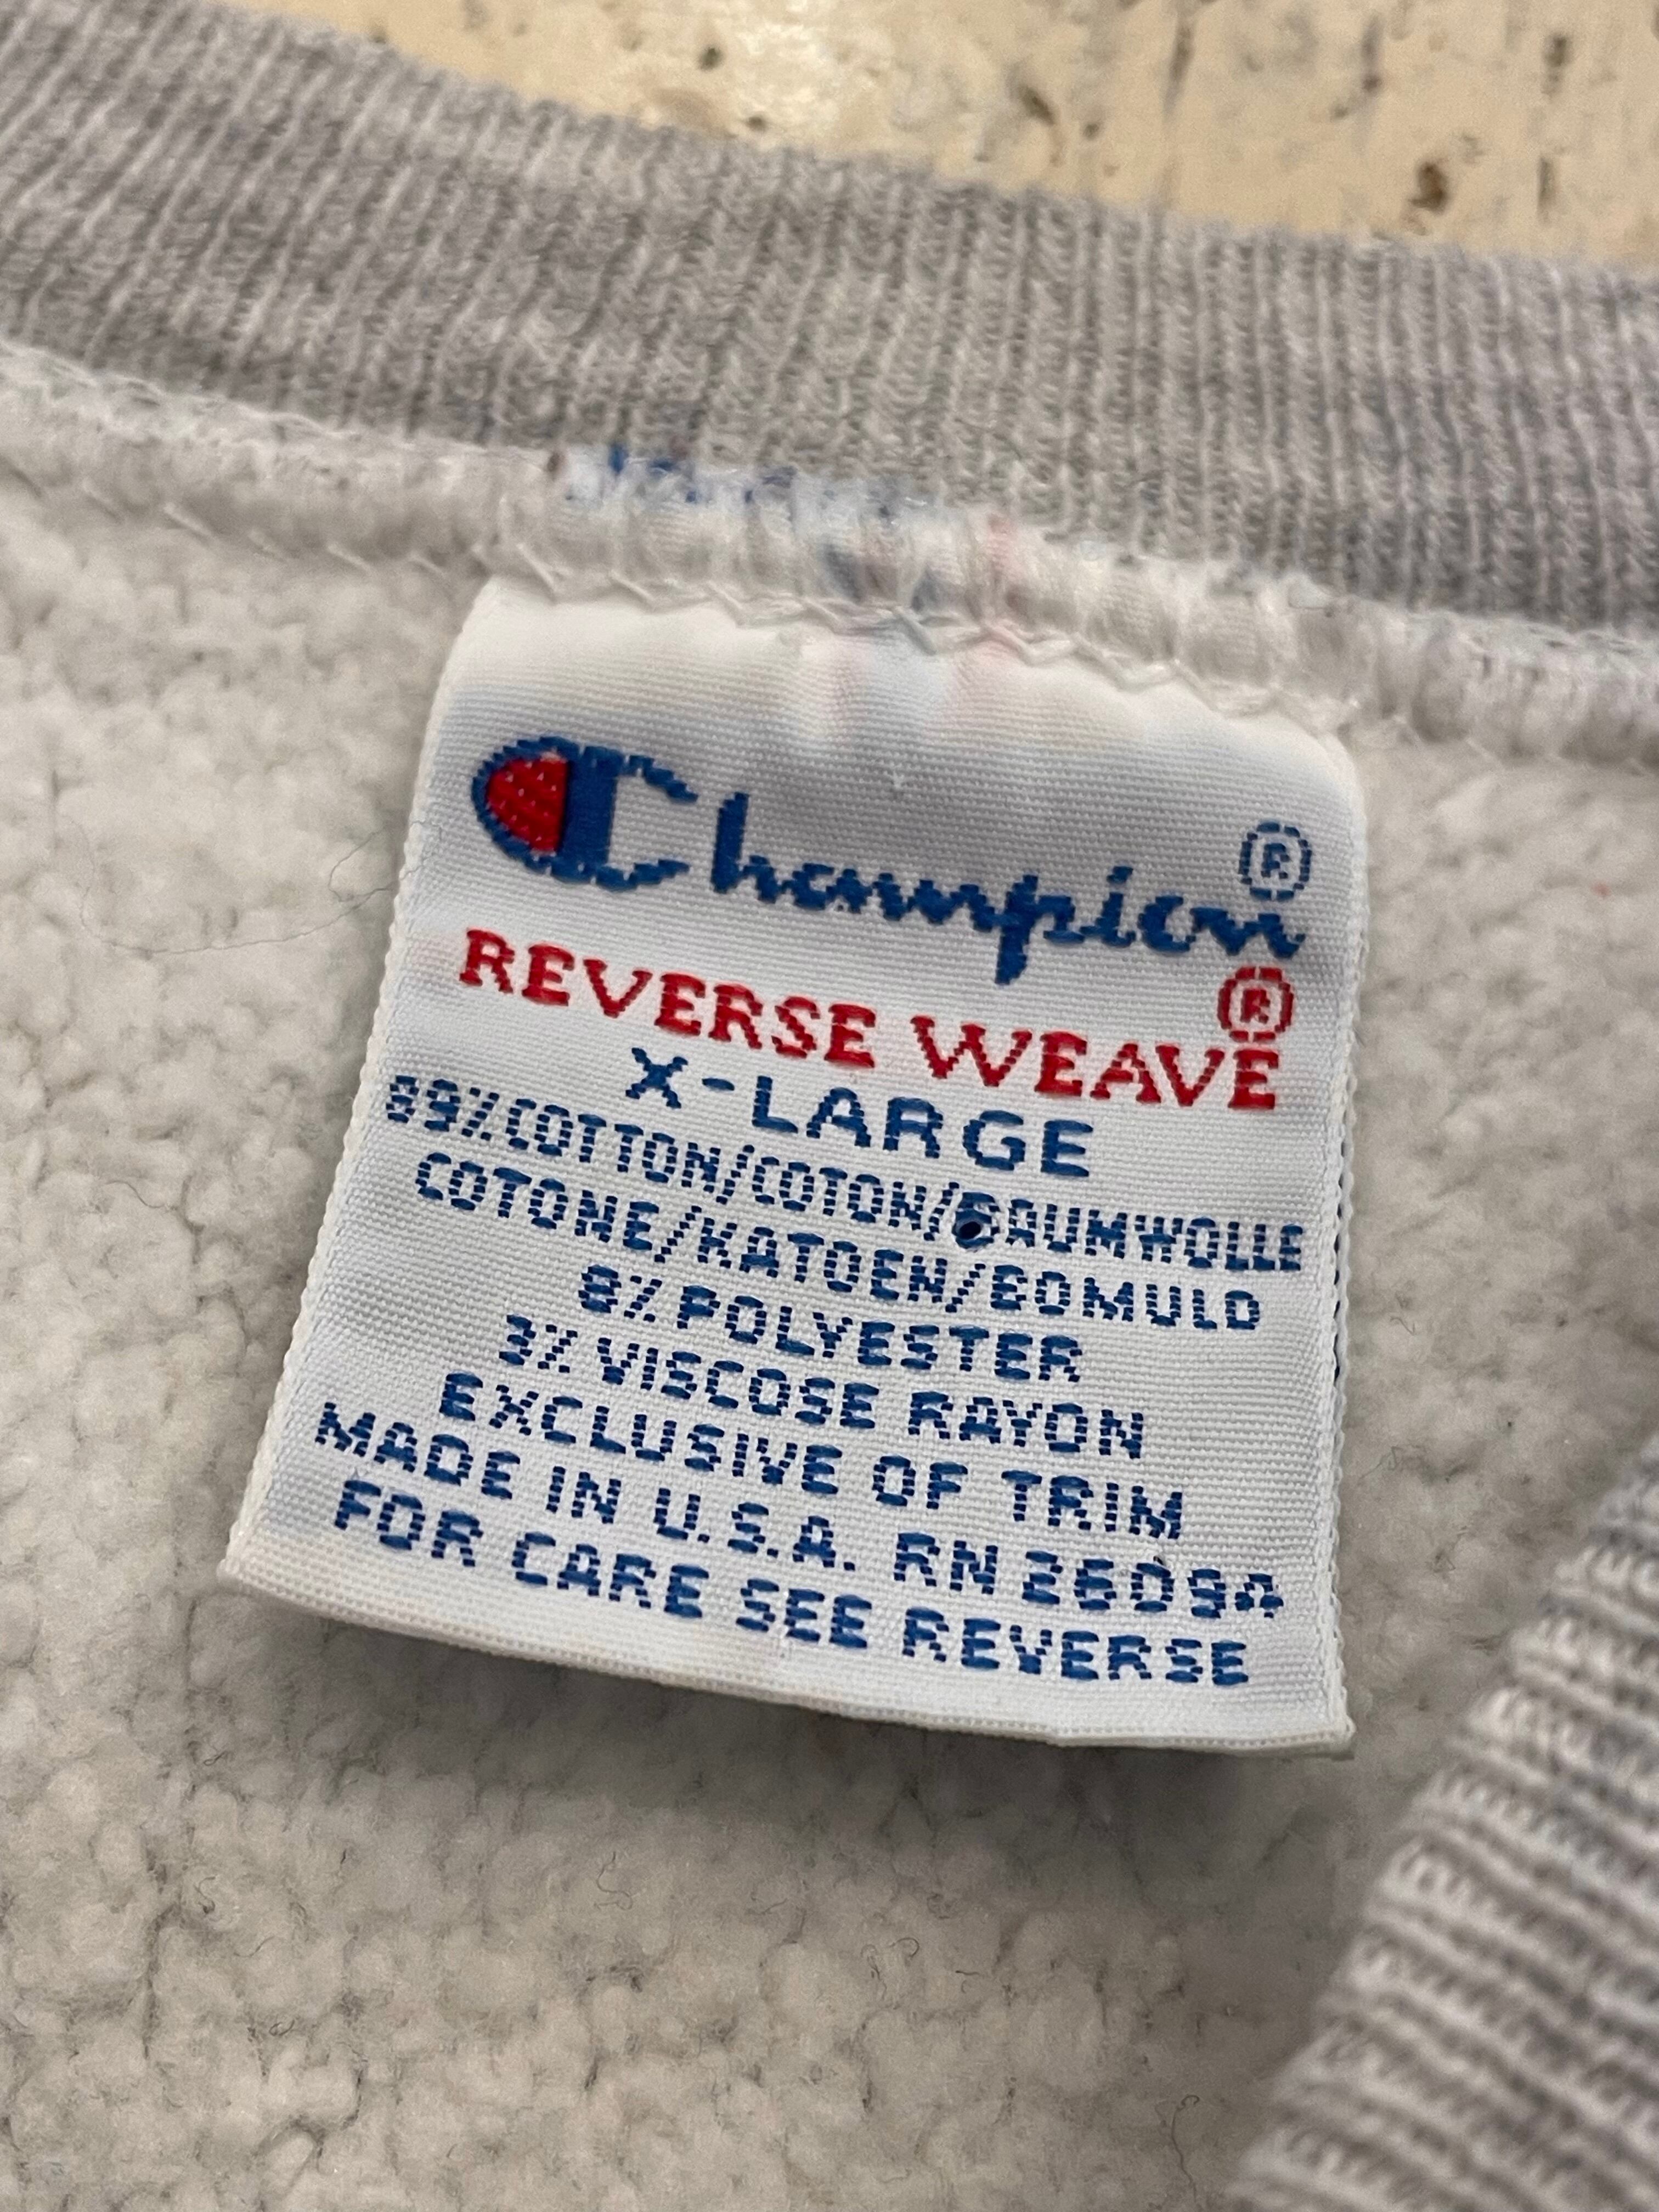 Champion®
REVERSE WEAVE®
X-LARGE
89%COTTON/COTON/BAUMWOLLE
COTONE/KATOEN/BOMULD
8%POLYESTER
3% VISCOSE RAYON
EXCLUSIVE OF TRIM
MADE IN U.S.A. RN 26094
FOR CARE SEE REVERSE